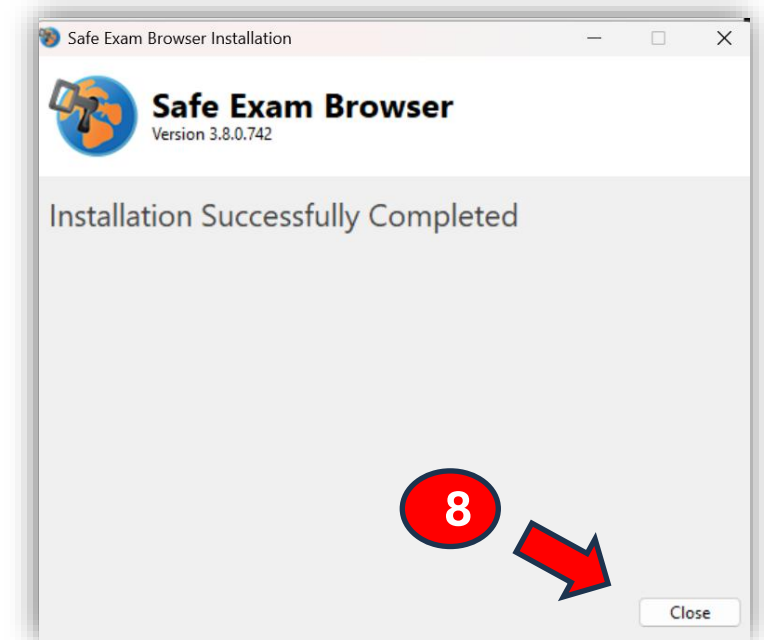 Safe Exam Browser Installation
Safe Exam Browser
Version 3.8.0.742
Installation Successfully Completed
8
Close